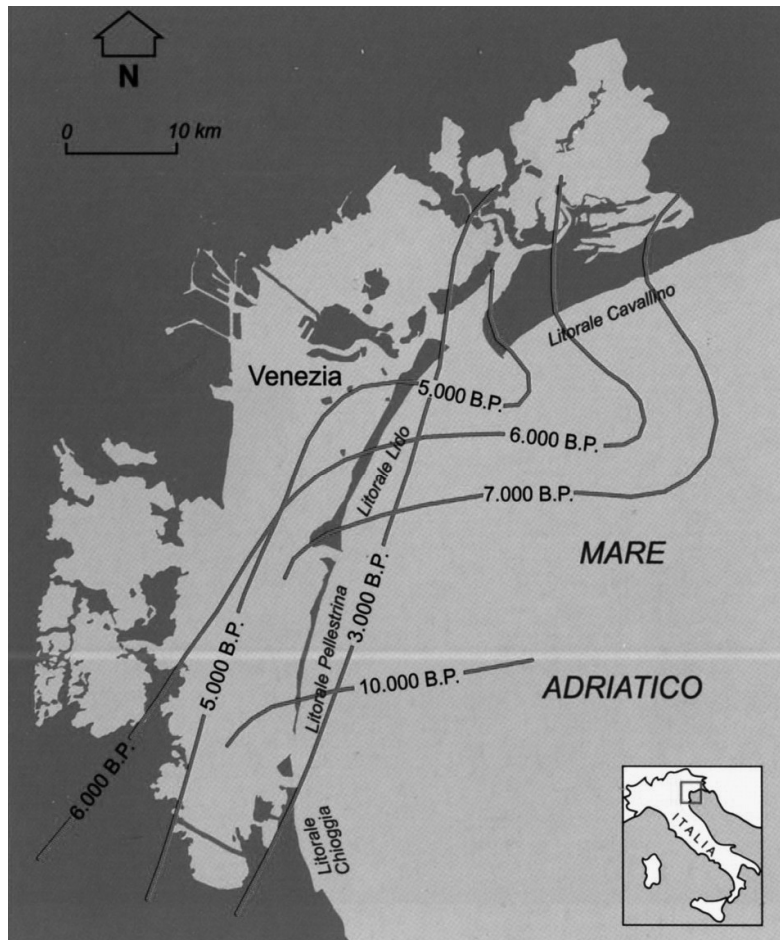 N
0 10 km
Litorale Cavallino
Venezia
5.000 B.P.
6.000 B.P.
Litorale Lido
7.000 B.P.
MARE
3.000 B.P.
Litorale Pellestrina
5.000 B.P.
10.000 B.P.
ADRIATICO
6.000 B.P.
Litorale
Chioggia
ITALIA